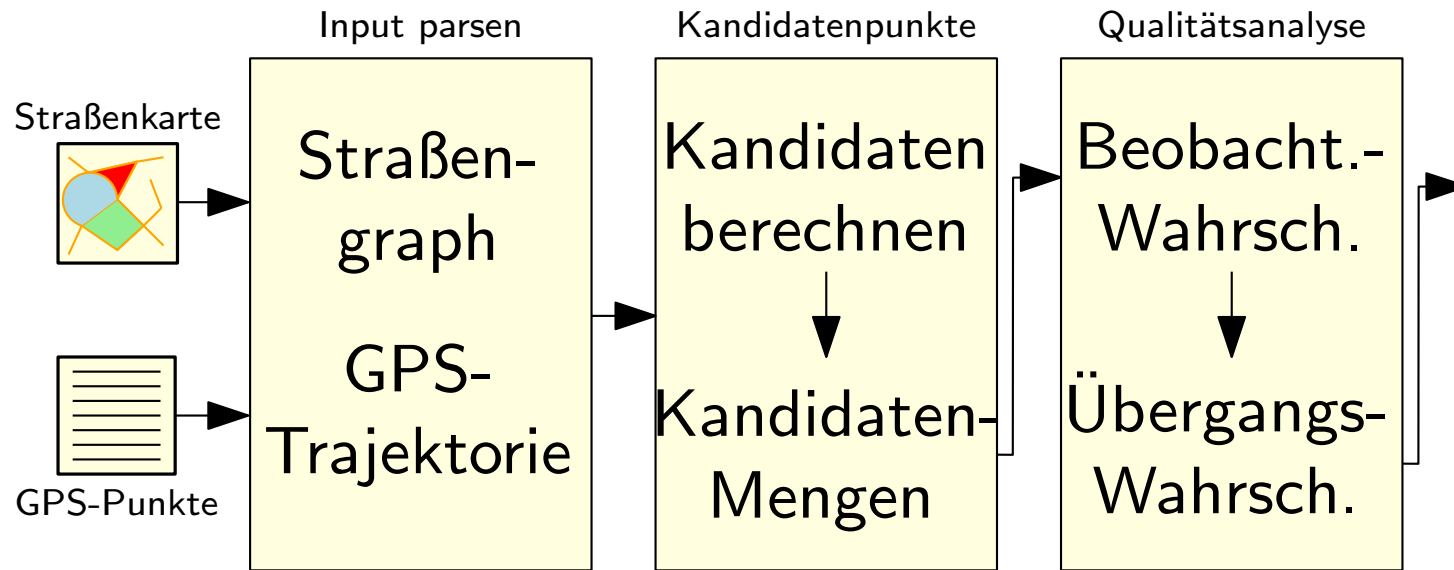 Input parsen
Kandidatenpunkte
Qualitätsanalyse
Straßenkarte
GPS-Punkte
Straßen-
graph
GPS-
Trajektorie
Kandidaten
berechnen
Kandidaten-
Mengen
Beobacht.-
Wahrsch.
Übergangs-
Wahrsch.